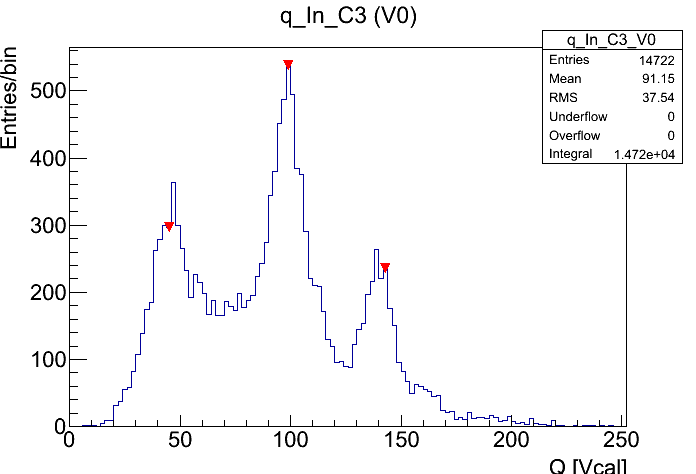 q_In_C3 (V0)
q_In_C3_V0
Entries 14722
Mean 91.15
RMS 37.54
Underflow 0
Overflow 0
Integral 1.472e+04
Entries/bin
500
400
300
200
100
0
0 50 100 150 200 250
Q [Vcal]